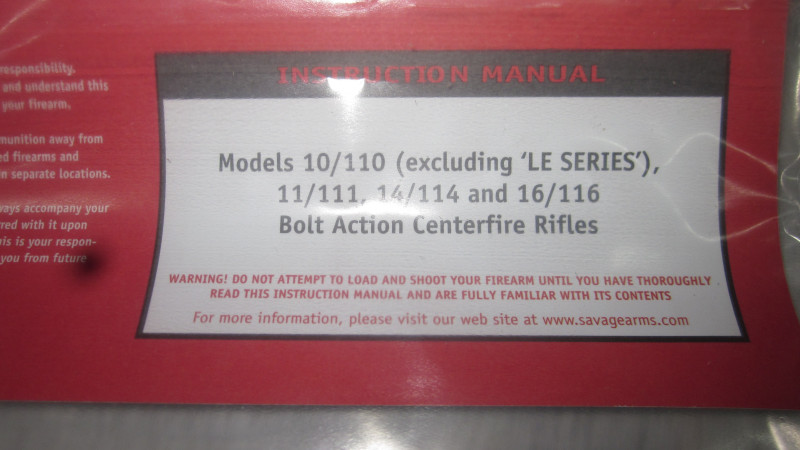 responsibility.
and understand this
your firearm.
munition away from
ed firearms and
n separate locations.
ways accompany your
red with it upon
his is your respon-
you from future
INSTRUCTION MANUAL
Models 10/110 (excluding ‘LE SERIES’),
11/111, 14/114 and 16/116
Bolt Action Centerfire Rifles
WARNING! DO NOT ATTEMPT TO LOAD AND SHOOT YOUR FIREARM UNTIL YOU HAVE THOROUGHLY
READ THIS INSTRUCTION MANUAL AND ARE FULLY FAMILIAR WITH ITS CONTENTS
For more information, please visit our web site at www.savagearms.com